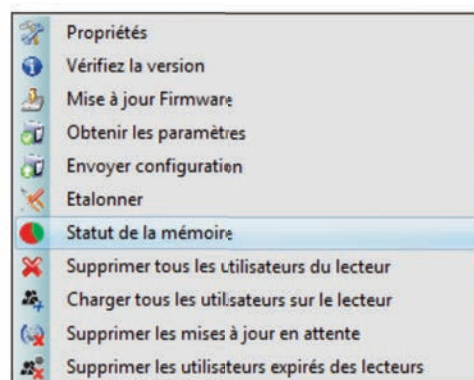 Propriétés
Vérifiez la version
Mise à jour Firmware
Obtenir les paramètres
Envoyer configuration
Etalonner
Statut de la mémoire
Supprimer tous les utilisateurs du lecteur
Charger tous les utilisateurs sur le lecteur
Supprimer les mises à jour en attente
Supprimer les utilisateurs expirés des lecteurs